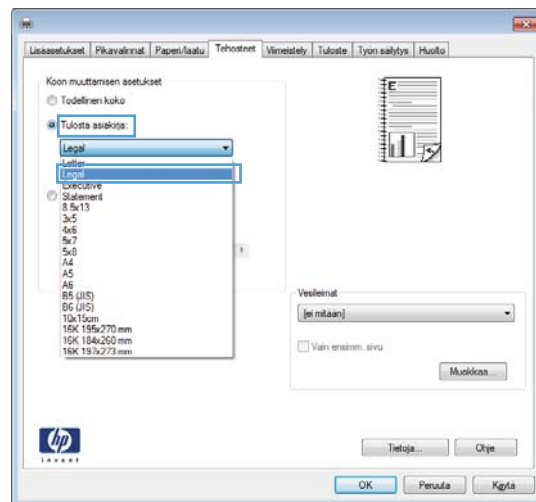 Lisäasetukset Pikavalinnat Paperi/laatu Tehosteet Viimeistely Tuloste Työn säilytys Huolto
Koon muuttamisen asetukset
Todellinen koko
Tulosta asiakirja:
Legal
Letter
Legal
Executive
Statement
8.5x13
3x5
4x6
5x7
5x8
A4
A5
A6
B5 (JIS)
B6 (JIS)
10x15cm
16K 195x270 mm
16K 184x260 mm
16K 197x273 mm
E
Vesileimat
[ei mitään]
Vain ensimm. sivu
Muokkaa...
hp
invent
Tietoja... Ohje
OK Peruuta Käytä